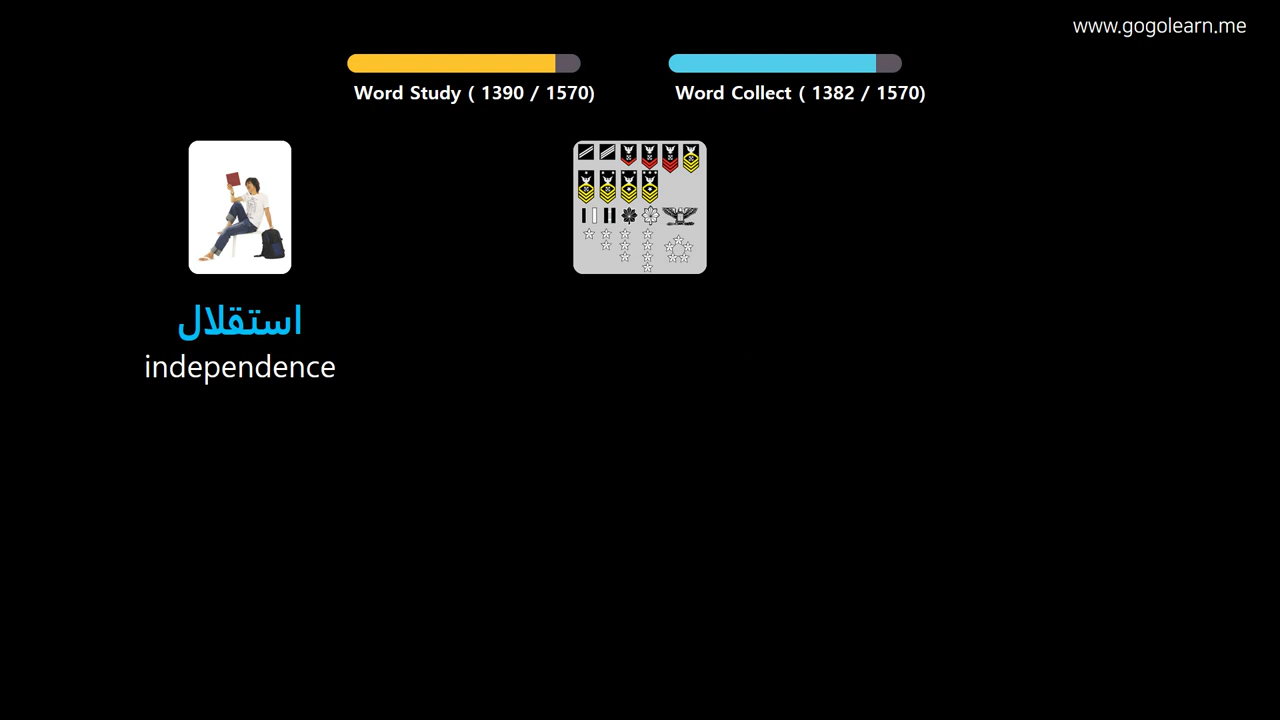 www.gogolearn.me
Word Study ( 1390 / 1570)
Word Collect ( 1382 / 1570)
استقلال
independence